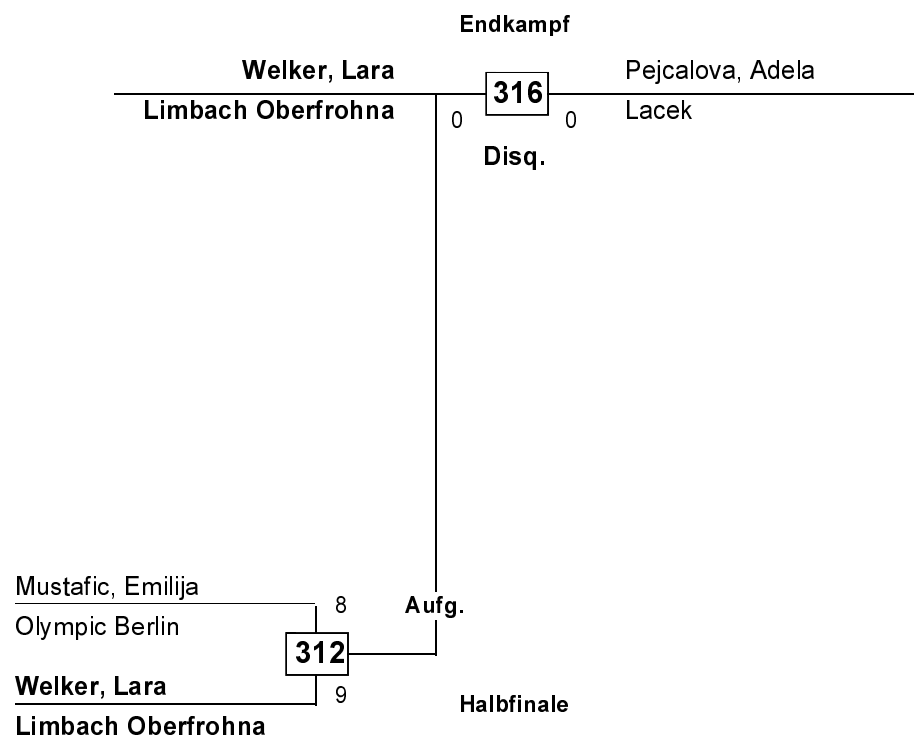 Endkampf
Welker, Lara
Limbach Oberfrohna
316
Pejcalova, Adela
Lacek
0
0
Disq.
Mustafic, Emilija
Olympic Berlin
8
Aufg.
312
Welker, Lara
Limbach Oberfrohna
9
Halbfinale